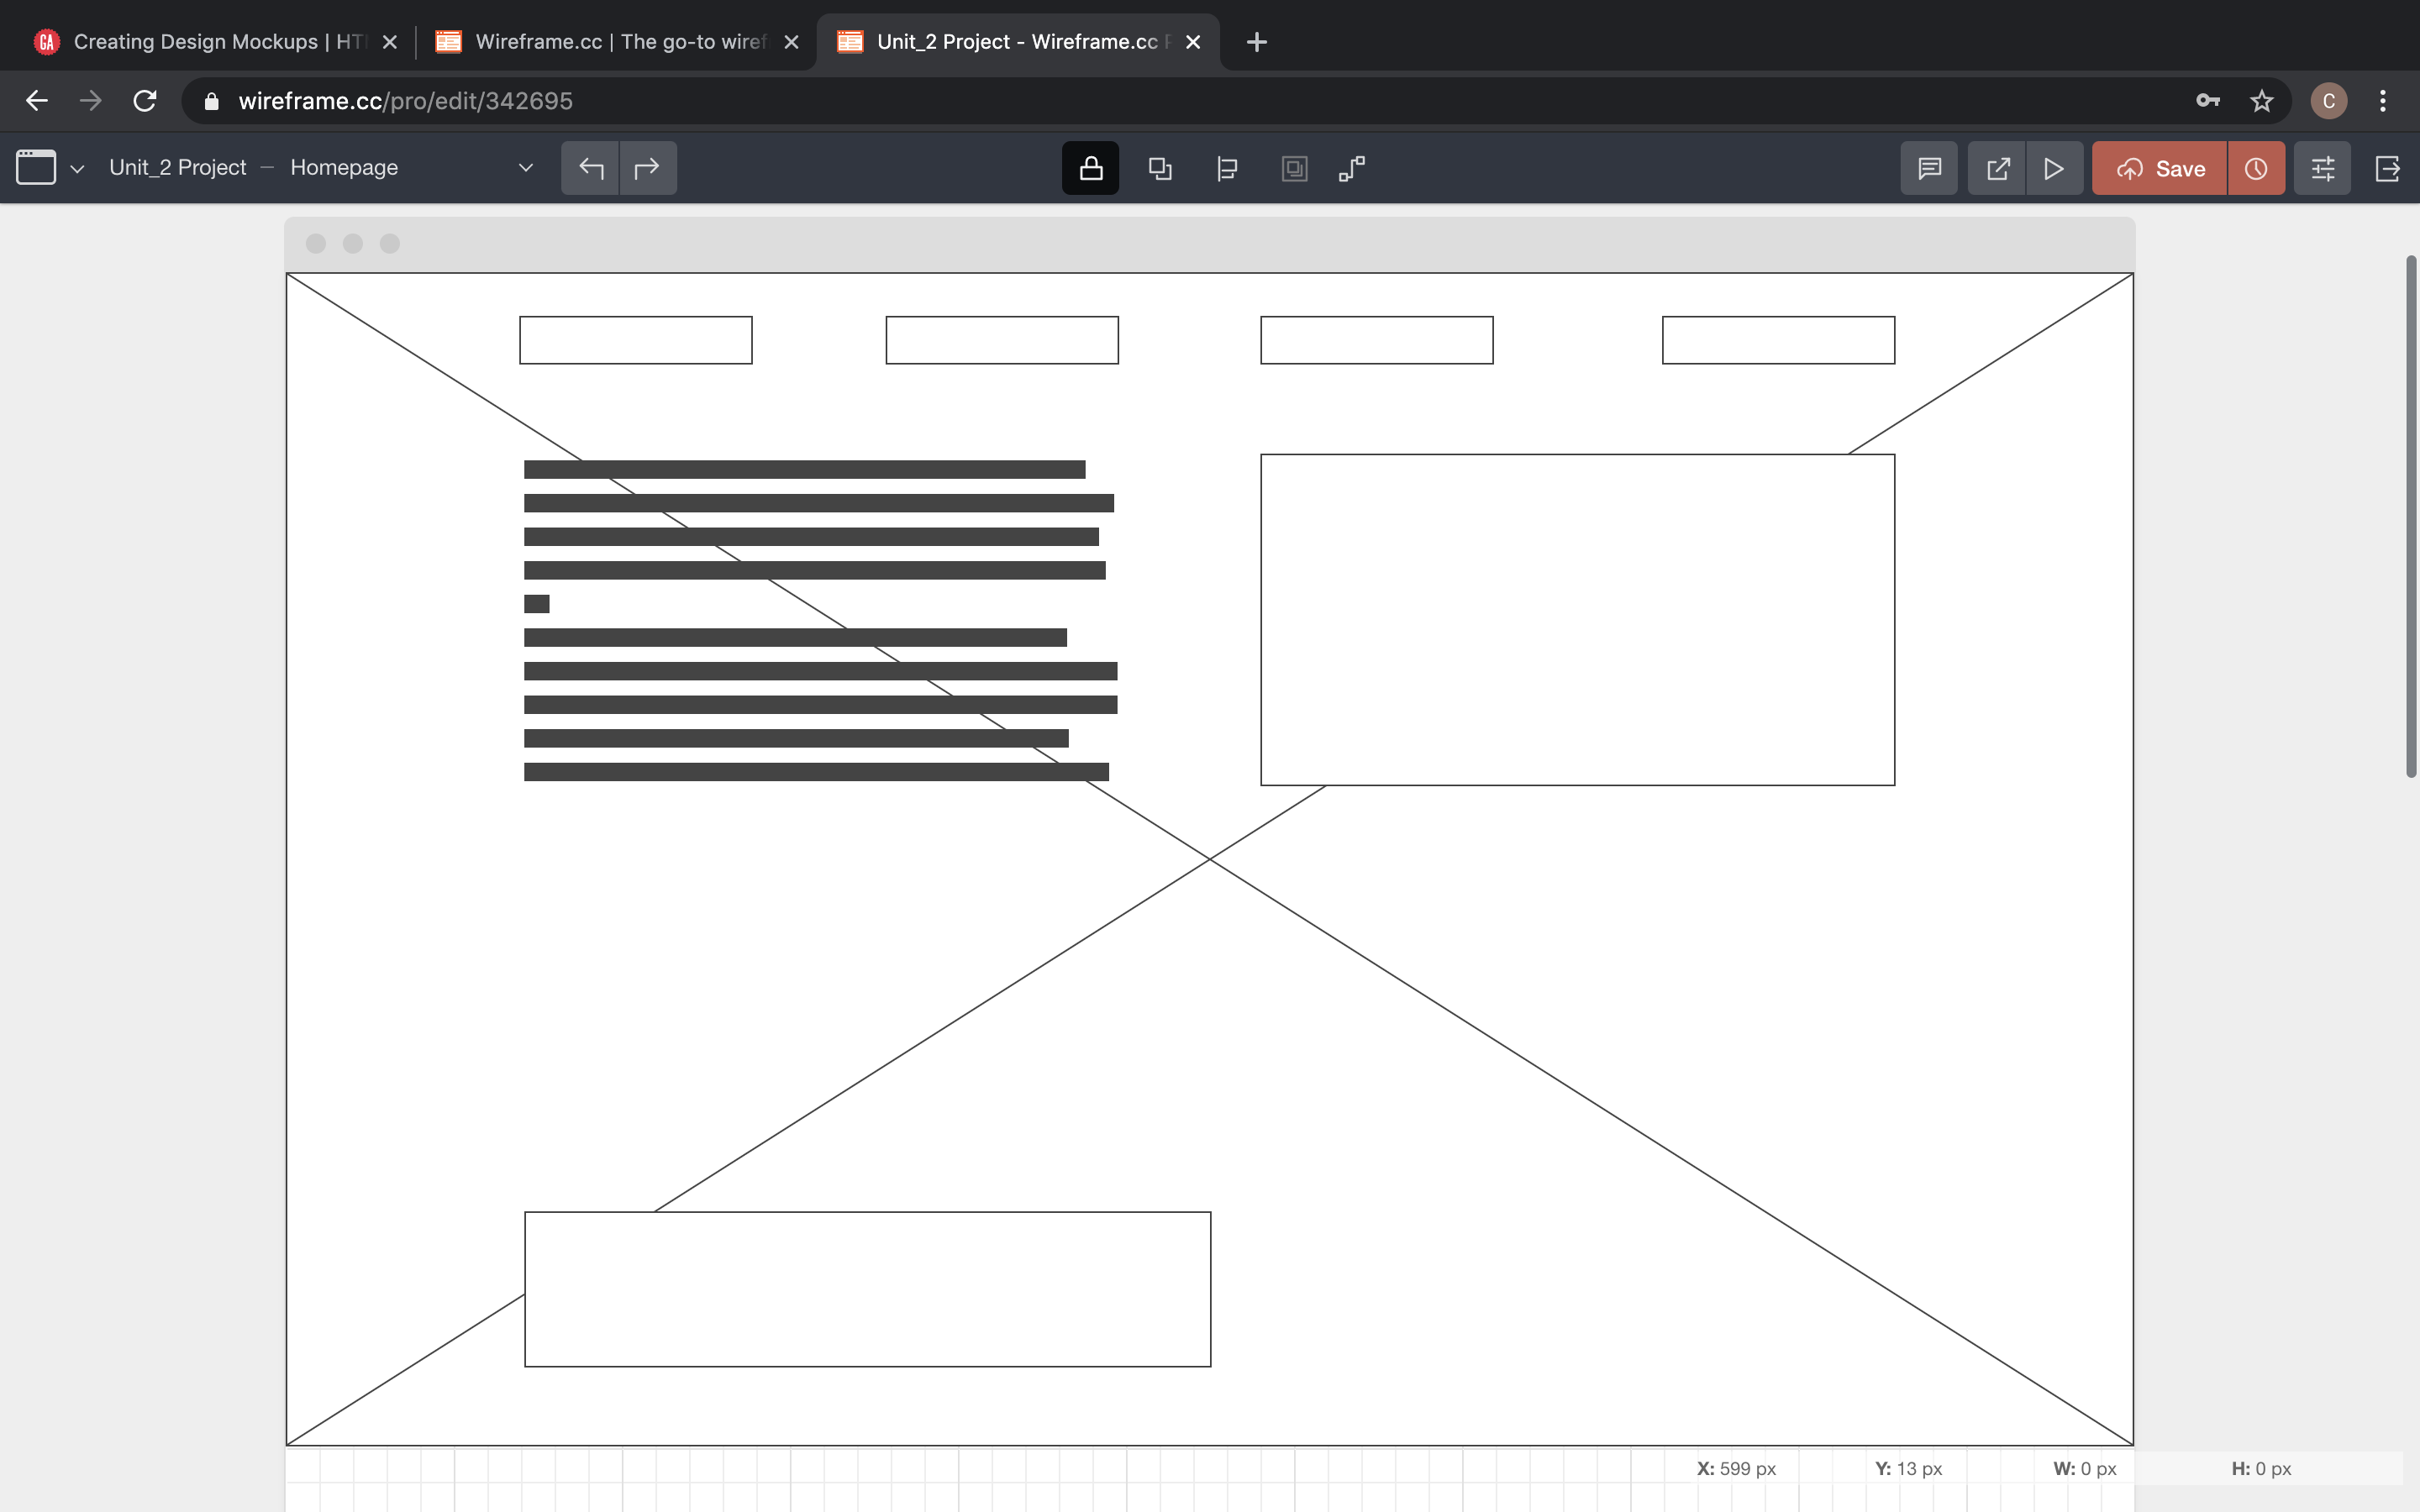 GA Creating Design Mockups | HT
Wireframe.cc | The go-to wiref
Unit_2 Project - Wireframe.cc
wireframe.cc/pro/edit/342695
C
Unit_2 Project — Homepage
Save
X: 599 px Y: 13 px W: 0 px H: 0 px